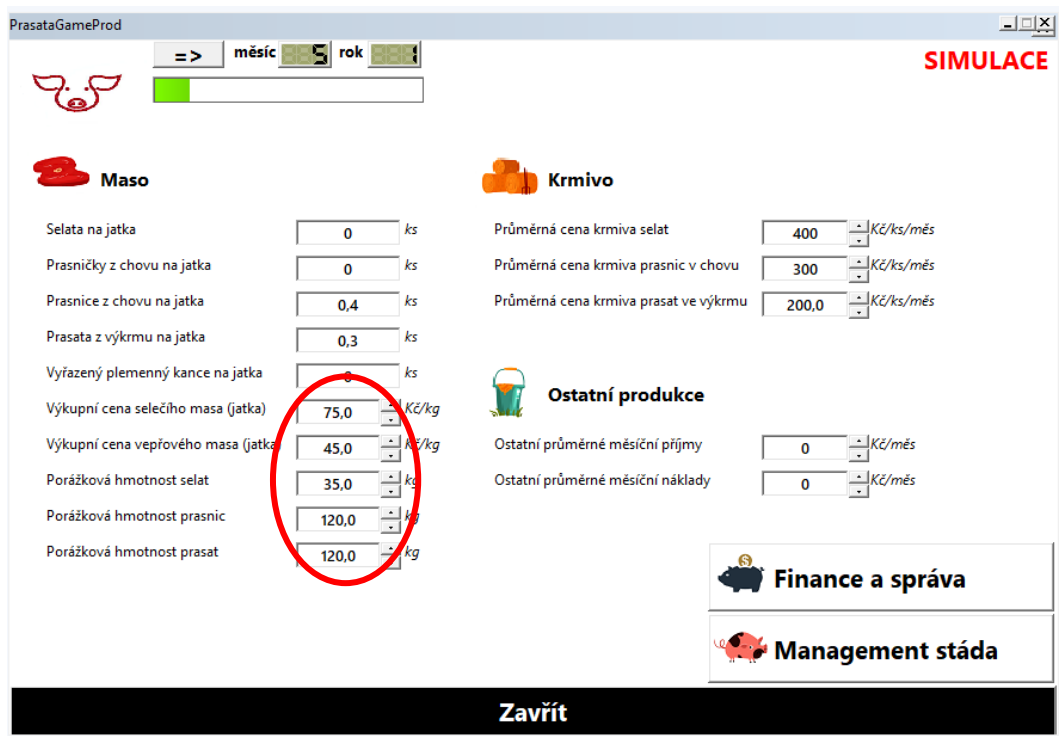 PrasataGameProd
=> měsíc 5 rok 1
SIMULACE
Maso
Selata na jatka 0 ks
Prasničky z chovu na jatka 0 ks
Prasnice z chovu na jatka 0,4 ks
Prasata z výkrmu na jatka 0,3 ks
Vyřazený plemenný kance na jatka 0 ks
Výkupní cena selečího masa (jatka) 75,0 Kč/kg
Výkupní cena vepřového masa (jatka) 45,0 Kč/kg
Porážková hmotnost selat 35,0 kg
Porážková hmotnost prasnic 120,0 kg
Porážková hmotnost prasat 120,0 kg
Krmivo
Průměrná cena krmiva selat 400 Kč/ks/měs
Průměrná cena krmiva prasnic v chovu 300 Kč/ks/měs
Průměrná cena krmiva prasat ve výkrmu 200,0 Kč/ks/měs
Ostatní produkce
Ostatní průměrné měsíční příjmy 0 Kč/měs
Ostatní průměrné měsíční náklady 0 Kč/měs
Finance a správa
Management stáda
Zavřít